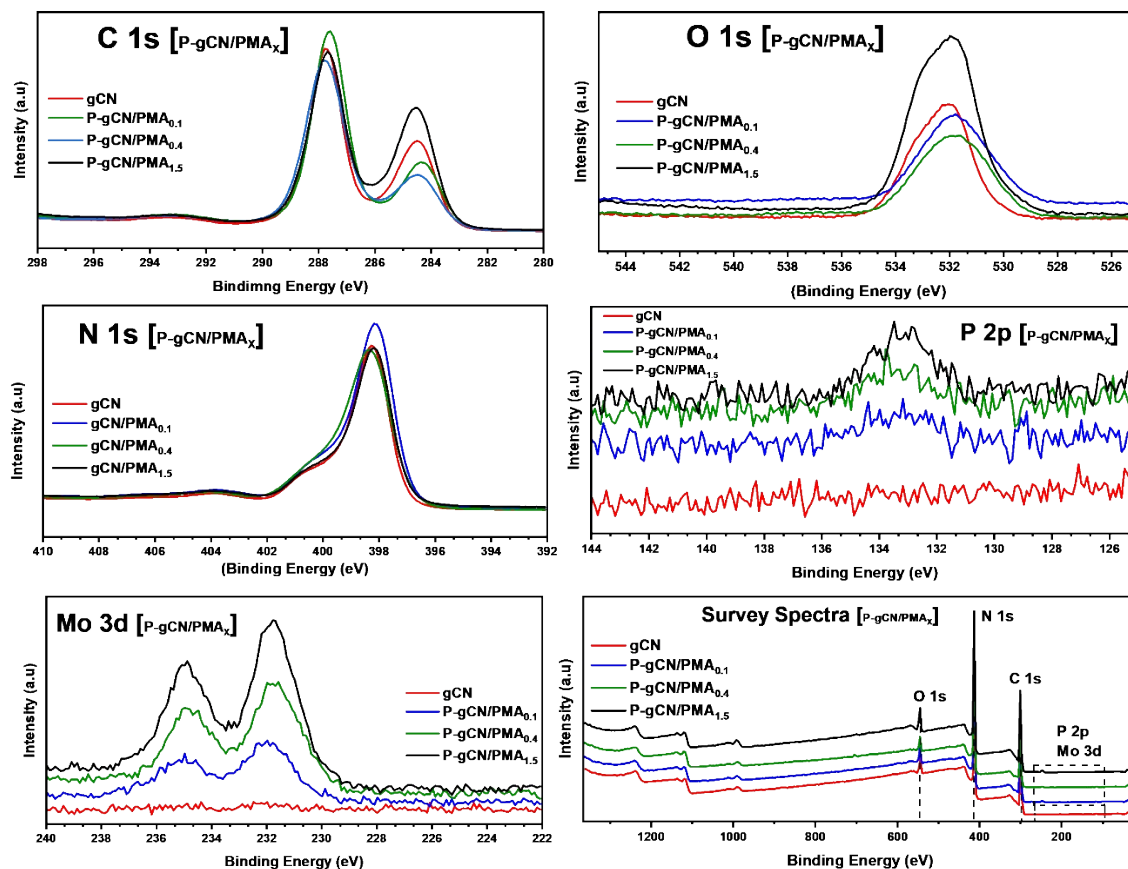 C 1s [P-gCN/PMAx]
Intensity (a.u)
gCN
P-gCN/PMA0.1
P-gCN/PMA0.4
P-gCN/PMA1.5
298 296 294 292 290 288 286 284 282 280
Bindimng Energy (eV)
O 1s [P-gCN/PMAx]
Intensity (a.u)
gCN
P-gCN/PMA0.1
P-gCN/PMA0.4
P-gCN/PMA1.5
544 542 540 538 536 534 532 530 528 526
(Binding Energy (eV)
N 1s [P-gCN/PMAx]
Intensity (a.u)
gCN
gCN/PMA0.1
gCN/PMA0.4
gCN/PMA1.5
410 408 406 404 402 400 398 396 394 392
(Binding Energy (eV)
P 2p [P-gCN/PMAx]
Intensity (a.u)
gCN
P-gCN/PMA0.1
P-gCN/PMA0.4
P-gCN/PMA1.5
144 142 140 138 136 134 132 130 128 126
Binding Energy (eV)
Mo 3d [P-gCN/PMAx]
Intensity (a.u)
gCN
P-gCN/PMA0.1
P-gCN/PMA0.4
P-gCN/PMA1.5
240 238 236 234 232 230 228 226 224 222
Binding Energy (eV)
Survey Spectra [P-gCN/PMAx]
Intensity (a.u)
gCN
P-gCN/PMA0.1
P-gCN/PMA0.4
P-gCN/PMA1.5
N 1s
O 1s
C 1s
P 2p
Mo 3d
1200 1000 800 600 400 200
Binding Energy (eV)